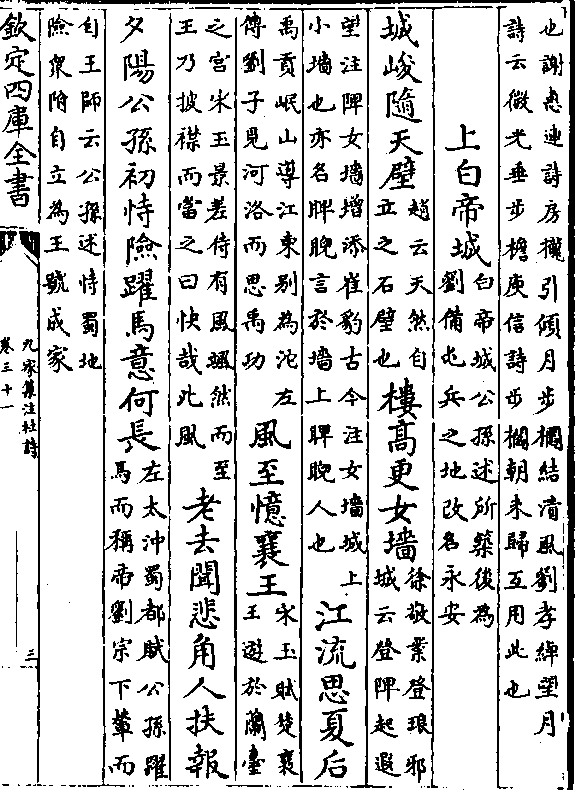 也謝惠連詩房櫳引傾月步櫩結清風劉孝綽望月
詩云微光垂步檐庾信詩步櫩朝未歸互用此也
上白帝城白帝城公孫述所築後為
劉備屯兵之地改名永安
城峻隨天壁趙云天然自
立之石壁也樓高更女墻徐敬業登琅邪
城云登陴起遐
望注陴女墻增添崔豹古今注女墻城上
小墻也亦名睥睨言於墻上睥睨人也江流思夏后
禹貢岷山導江東别為沱左
傳劉子見河洛而思禹功風至憶襄王宋玉賦楚襄
王遊於蘭臺
之宫宋玉景差侍有風颯然而至
王乃披襟而當之曰快哉此風老去聞悲角人扶報
夕陽公孫初恃險躍馬意何長左太沖蜀都賦公孫躍
馬而稱帝劉宗下輦而
自王師云公孫述恃蜀地
險衆附自立為王號成家
欽定四庫全書
九家集注杜詩
卷三十一
三